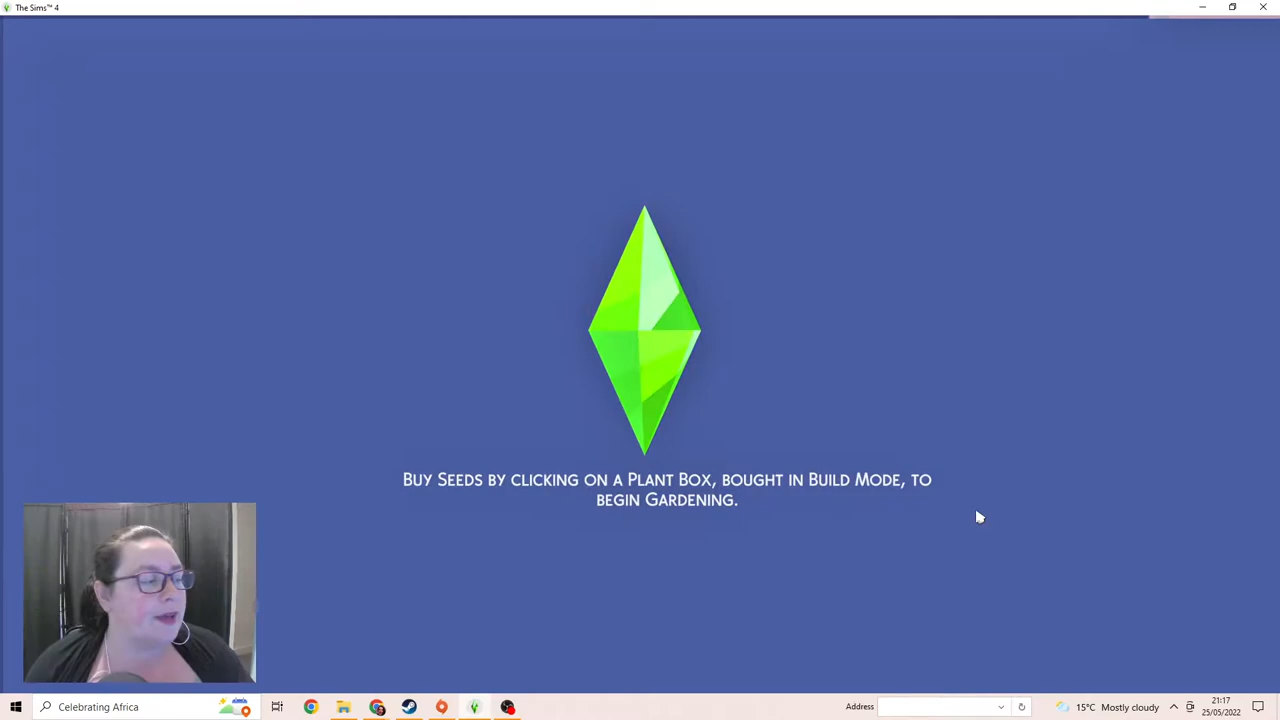 The Sims™ 4
BUY SEEDS BY CLICKING ON A PLANT BOX, BOUGHT IN BUILD MODE, TO
BEGIN GARDENING.
Celebrating Africa
Address
15°C Mostly cloudy
21:17
25/05/2022